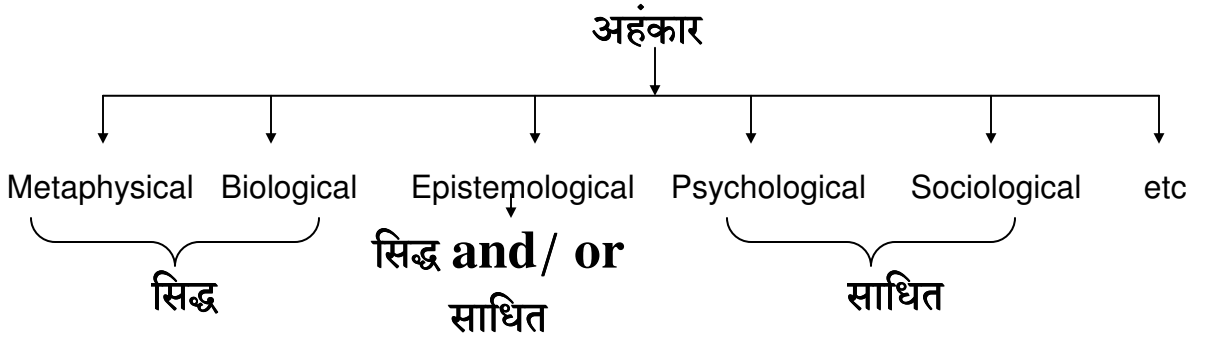 अहंकार
Metaphysical Biological Epistemological Psychological Sociological etc
सिद्ध and/ or
साधित
सिद्ध
साधित